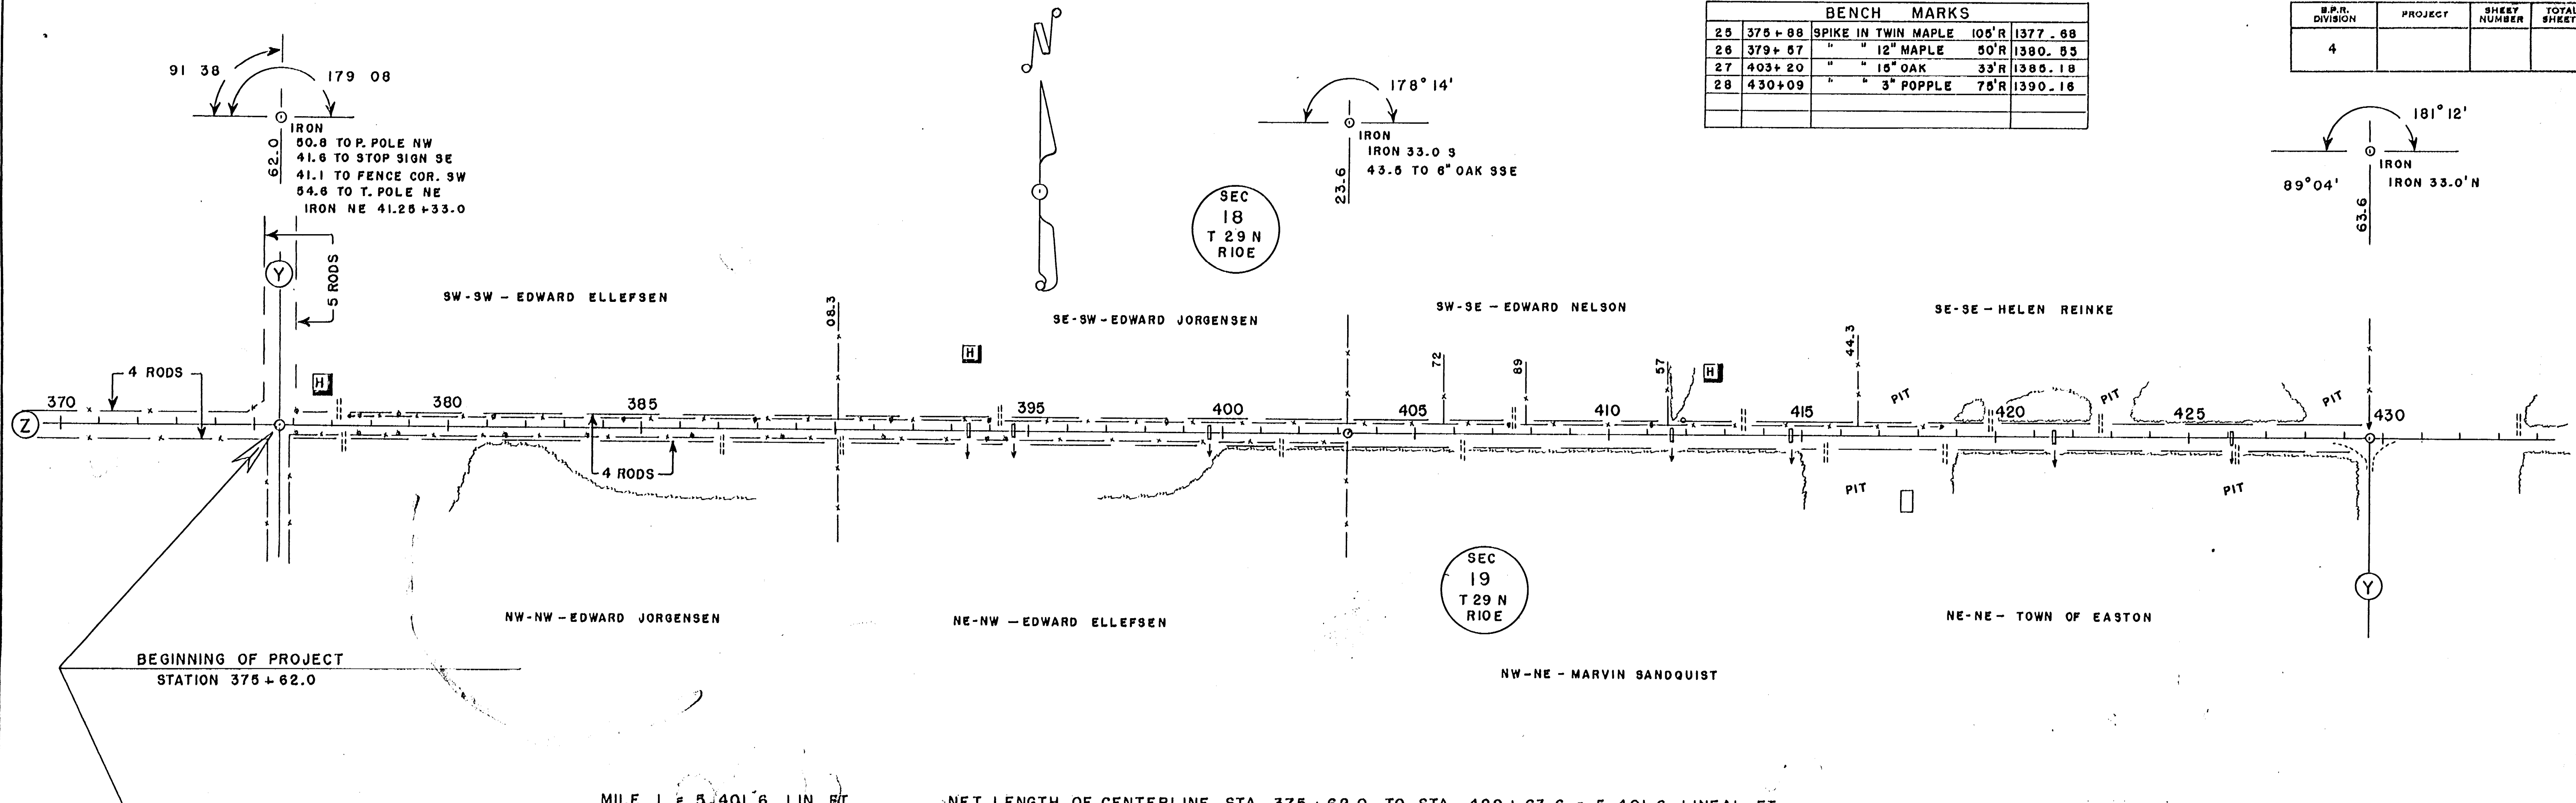 BENCH MARKS
25 375+88 SPIKE IN TWIN MAPLE 105'R 1377.68
26 379+57 " " 12" MAPLE 50'R 1380.55
27 403+20 " " 15" OAK 33'R 1385.18
28 430+09 " " 3" POPPLE 75'R 1390.16
B.P.R. DIVISION PROJECT SHEET NUMBER TOTAL SHEET
4
N
91 38
179 08
IRON
50.8 TO P. POLE NW
41.6 TO STOP SIGN SE
41.1 TO FENCE COR. SW
54.6 TO T. POLE NE
IRON NE 41.25+33.0
62.0
178°14'
IRON
IRON 33.0 S
43.5 TO 6" OAK SSE
23.6
181°12'
IRON
89°04'
IRON 33.0'N
63.6
SEC
18
T 29 N
R10E
Y
5 RODS
SW-SW - EDWARD ELLEFSEN
SE-SW-EDWARD JORGENSEN
SW-SE - EDWARD NELSON
SE-SE - HELEN REINKE
08.3
72
89
57
44.3
H
H
H
4 RODS
PIT
PIT
PIT
Z
370
380
385
395
400
405
410
415
420
425
430
4 RODS
PIT
PIT
SEC
19
T 29 N
R10E
Y
NW-NW - EDWARD JORGENSEN
NE-NW - EDWARD ELLEFSEN
NE-NE- TOWN OF EASTON
BEGINNING OF PROJECT
STATION 375+62.0
NW-NE - MARVIN SANDQUIST
MILE 1 = 5,401.6 LIN. FT.